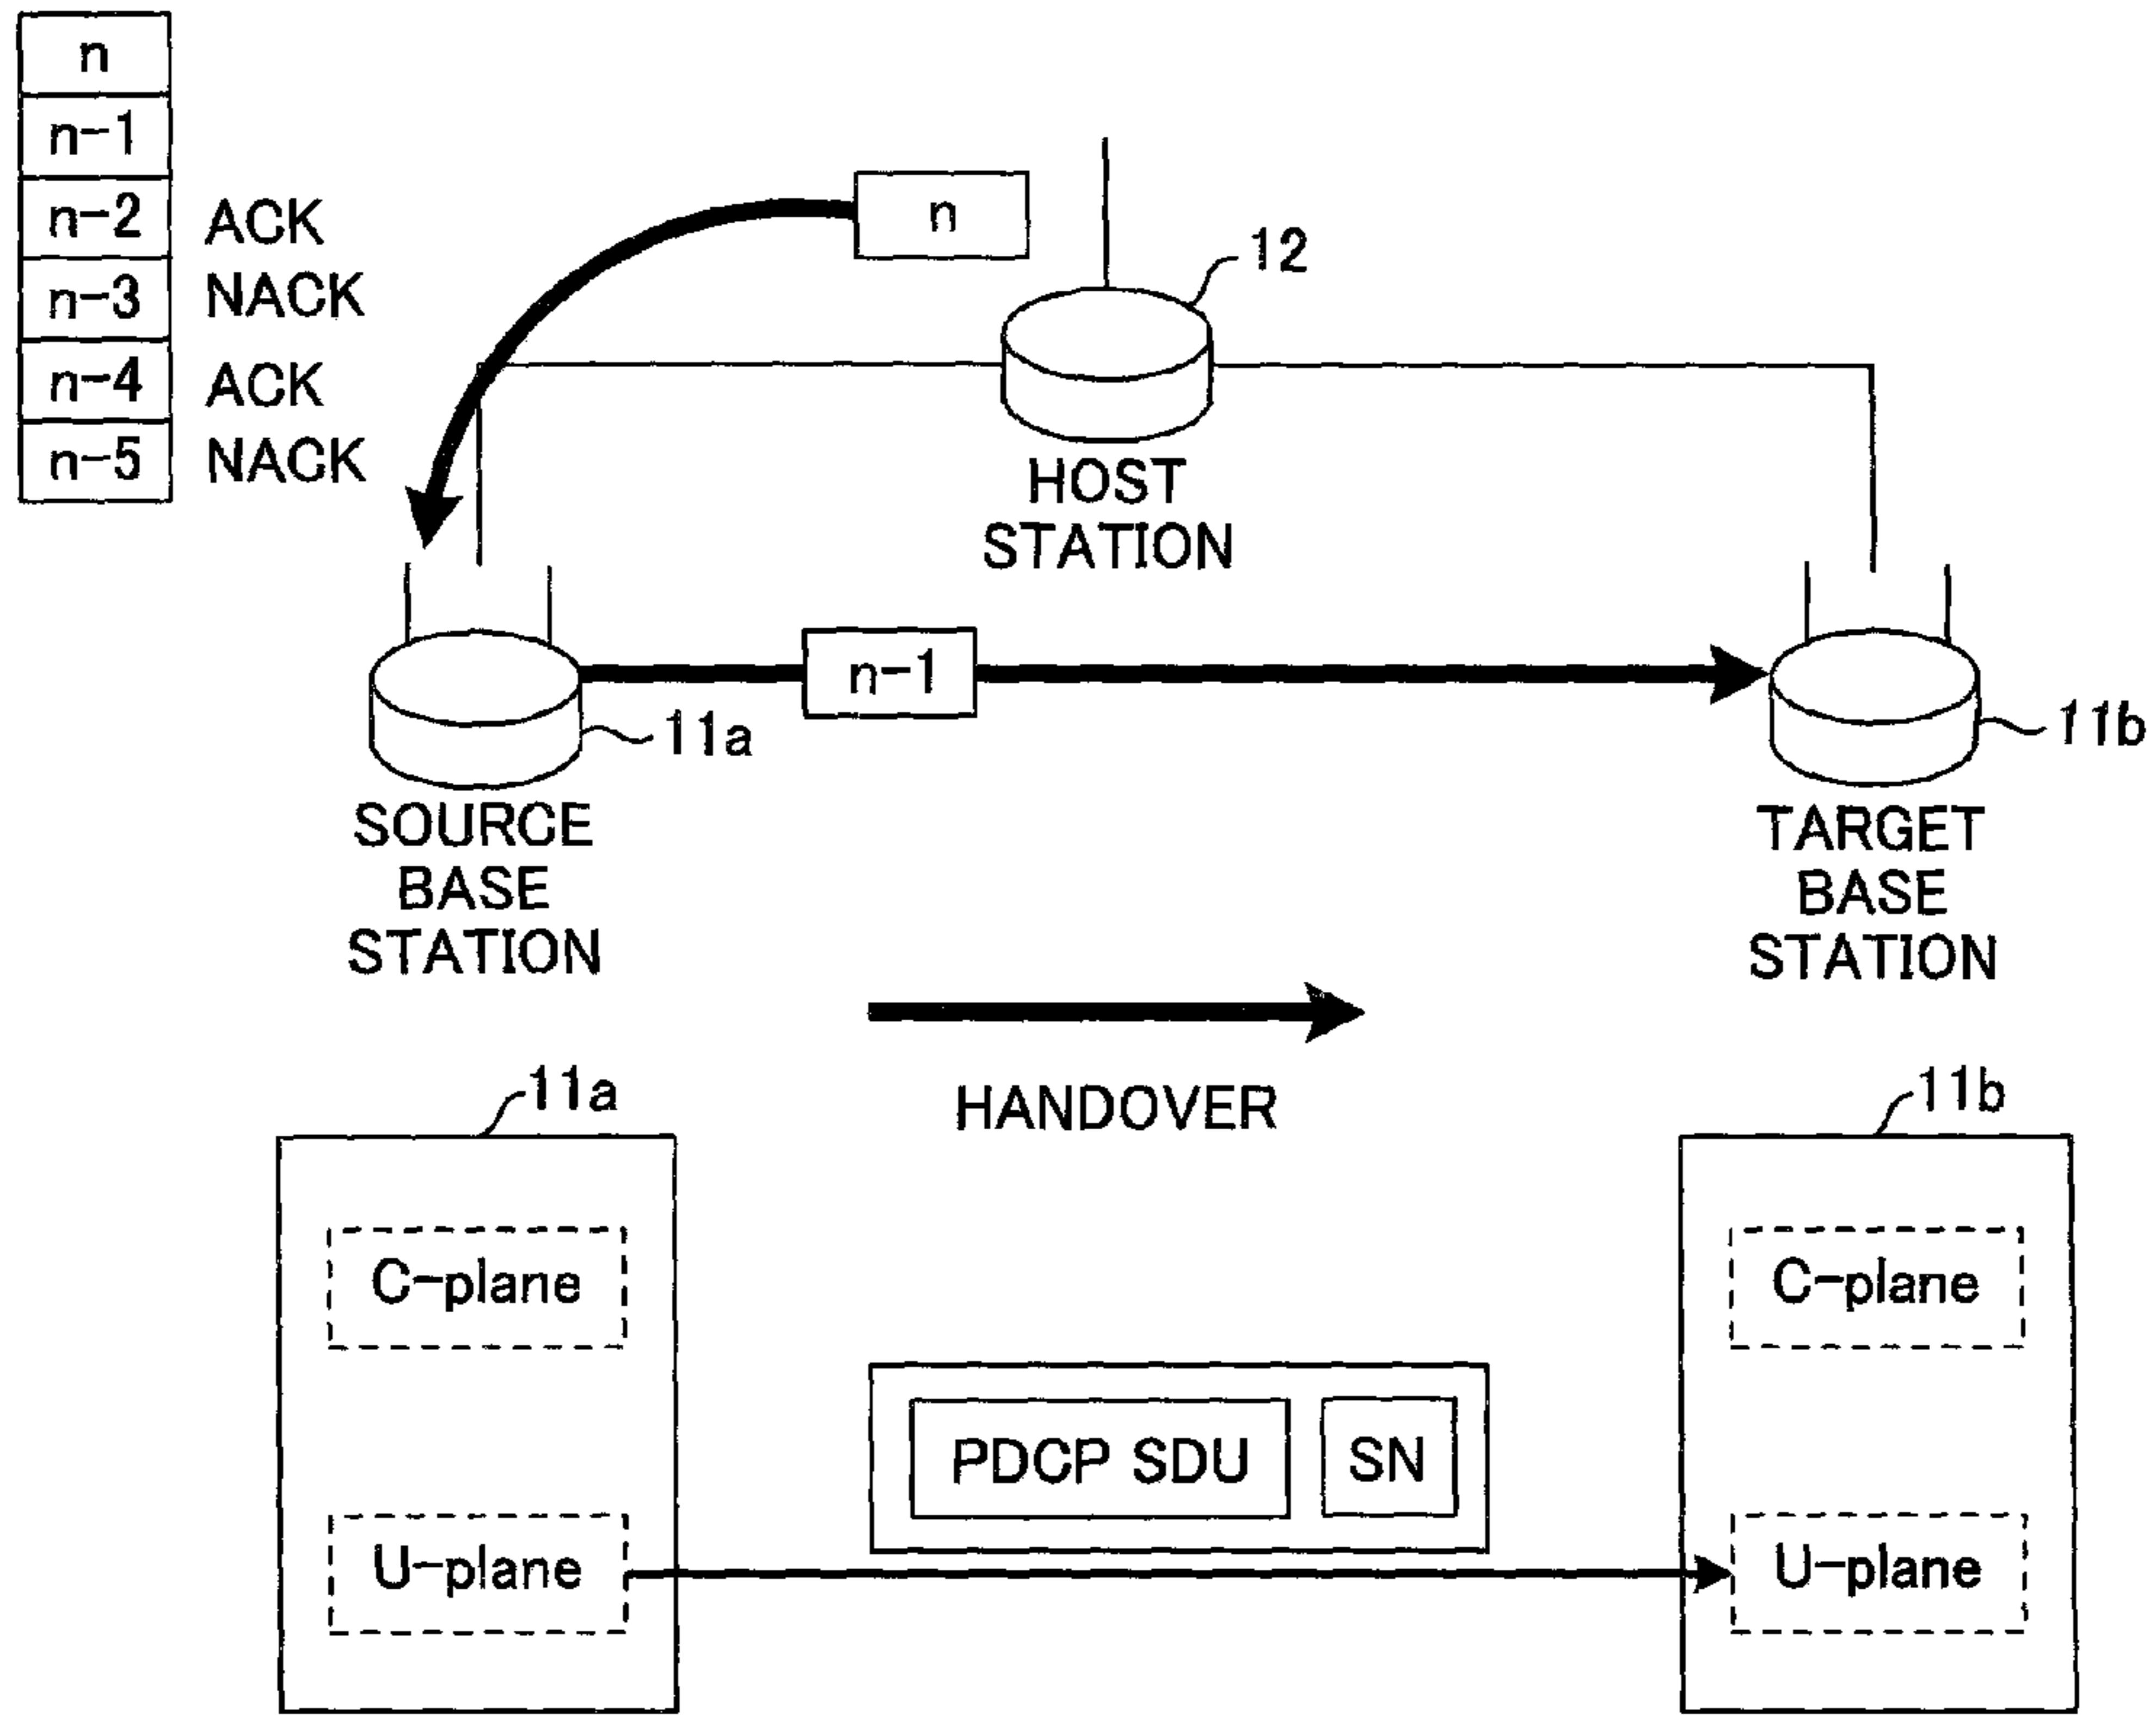 n
n-1
n-2 ACK
n-3 NACK
n-4 ACK
n-5 NACK
n
12
HOST
STATION
n-1
11a
11b
SOURCE
BASE
STATION
TARGET
BASE
STATION
HANDOVER
11a
11b
C-plane
C-plane
PDCP SDU
SN
U-plane
U-plane